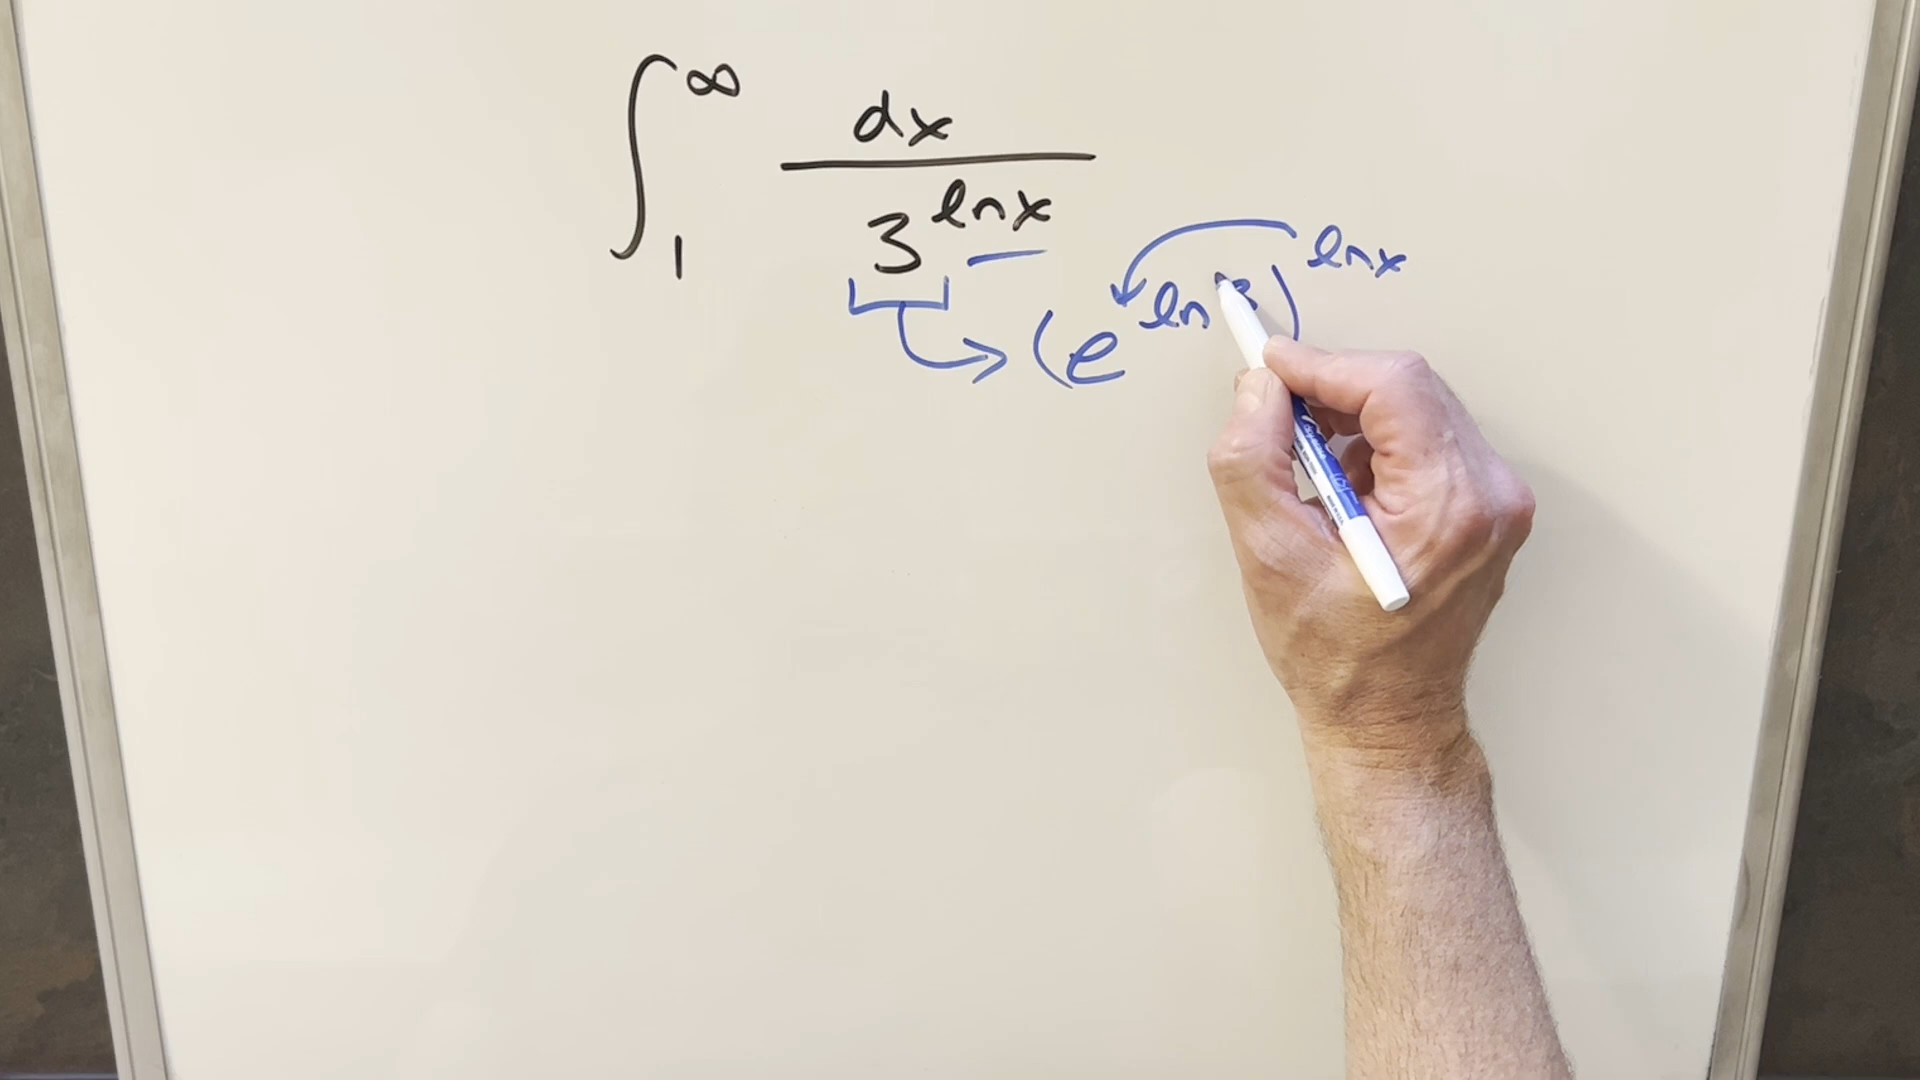 ∫₁^∞ dx
3^ln x
(e^ln 3)^ln x